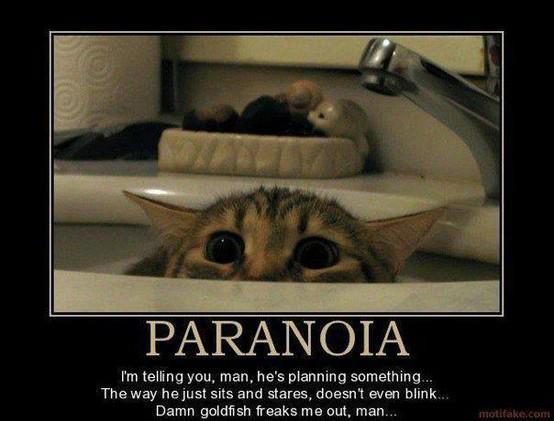 PARANOIA
I'm telling you, man, he's planning something...
The way he just sits and stares, doesn't even blink...
Damn goldfish freaks me out, man...
motifake.com